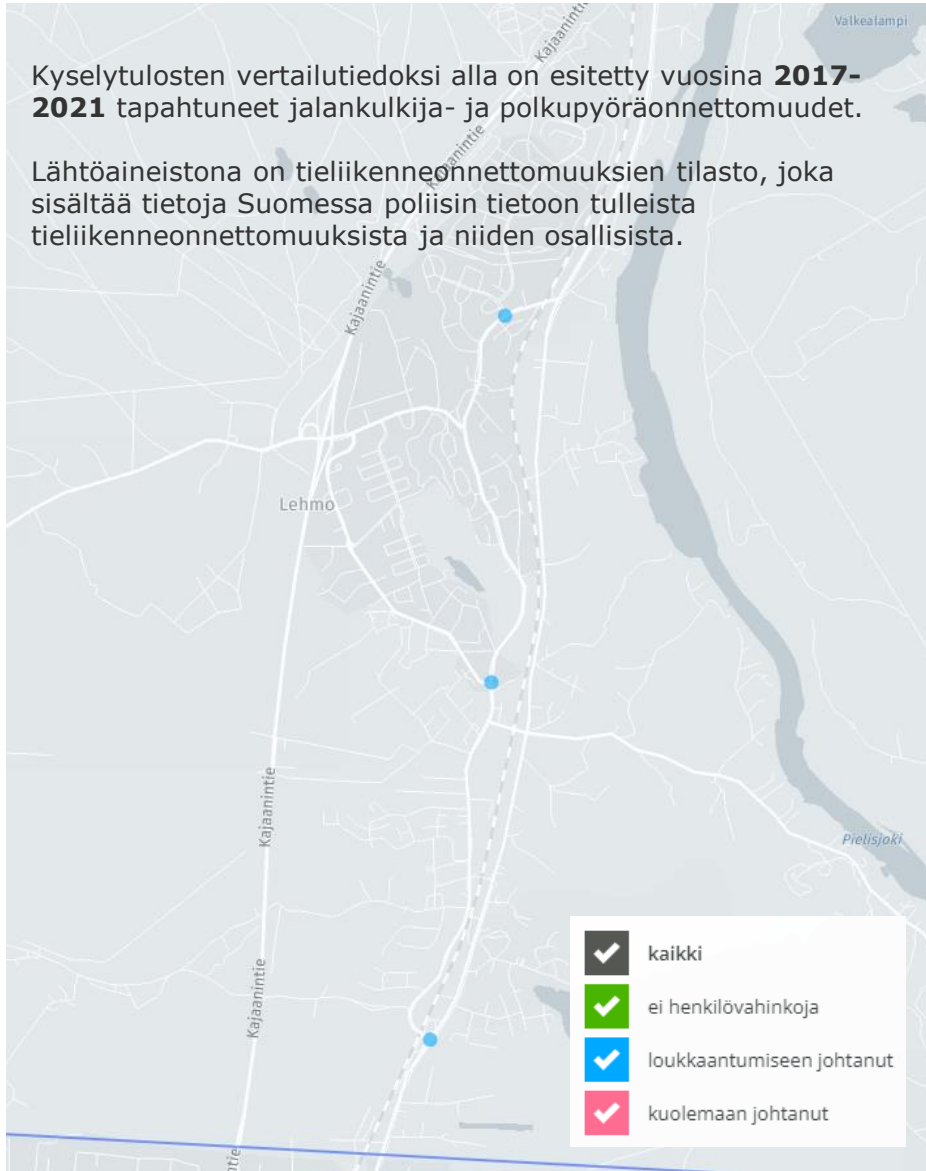 Valkealampi
Kajaanintie
Kyselytulosten vertailutiedoksi alla on esitetty vuosina 2017-
2021 tapahtuneet jalankulkija- ja polkupyöräonnettomuudet.
Kajaanintie
Lähtöaineistona on tieliikenneonnettomuuksien tilasto, joka
sisältää tietoja Suomessa poliisin tietoon tulleista
tieliikenneonnettomuuksista ja niiden osallisista.
Kajaanintie
Lehmo
Kajaanintie
Pielisjoki
Kajaanintie
kaikki
ei henkilövahinkoja
loukkaantumiseen johtanut
kuolemaan johtanut
ntie